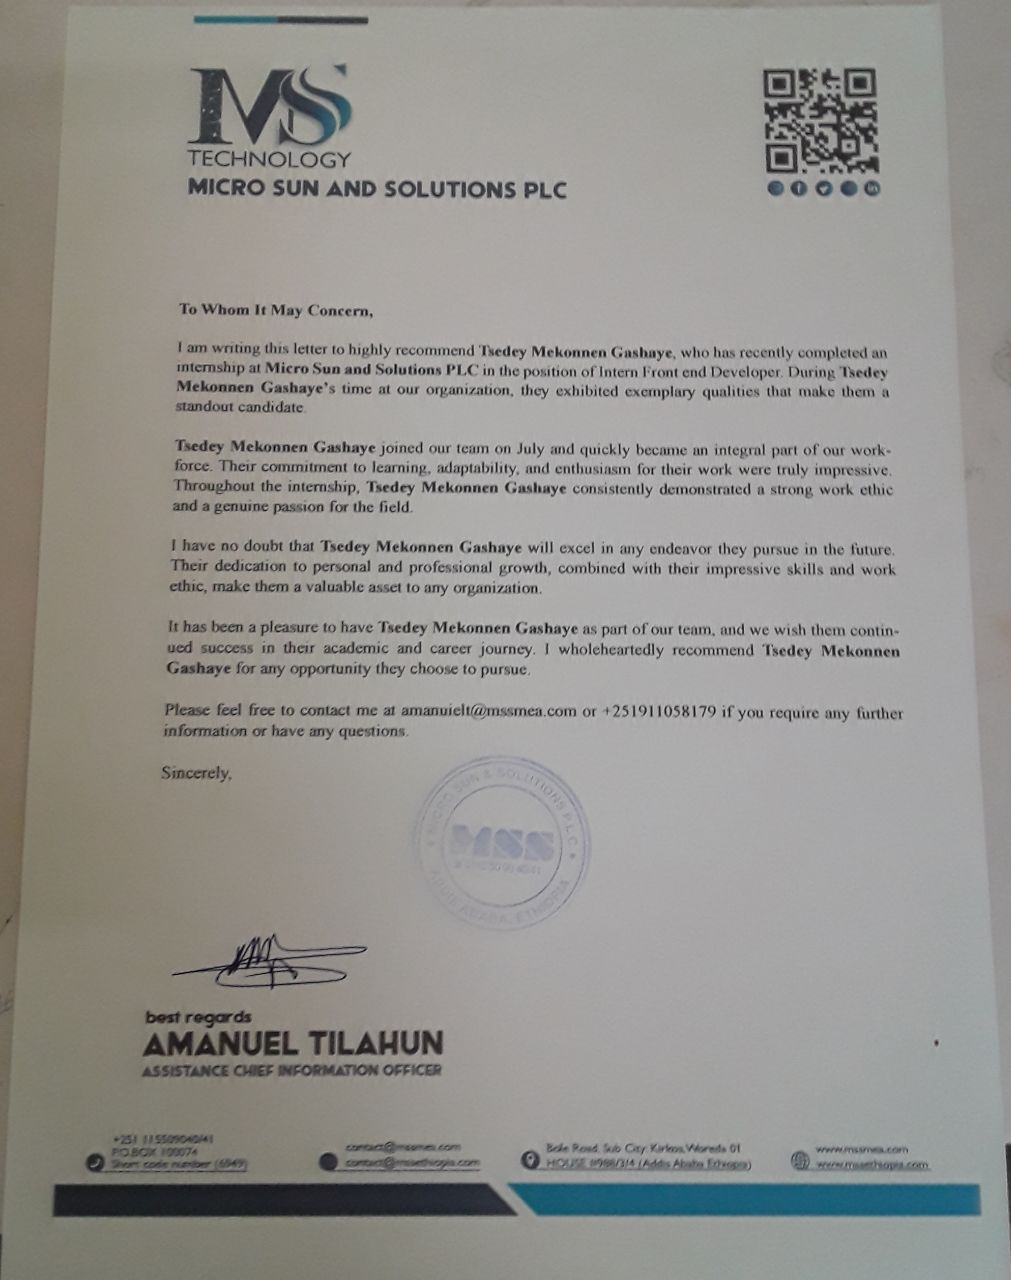 MS
TECHNOLOGY
MICRO SUN AND SOLUTIONS PLC
To Whom It May Concern,
I am writing this letter to highly recommend Tsedey Mekonnen Gashaye, who has recently completed an
internship at Micro Sun and Solutions PLC in the position of Intern Front end Developer. During Tsedey
Mekonnen Gashaye's time at our organization, they exhibited exemplary qualities that make them a
standout candidate.
Tsedey Mekonnen Gashaye joined our team on July and quickly became an integral part of our work-
force. Their commitment to learning, adaptability, and enthusiasm for their work were truly impressive.
Throughout the internship, Tsedey Mekonnen Gashaye consistently demonstrated a strong work ethic
and a genuine passion for the field.
I have no doubt that Tsedey Mekonnen Gashaye will excel in any endeavor they pursue in the future.
Their dedication to personal and professional growth, combined with their impressive skills and work
ethic, make them a valuable asset to any organization.
It has been a pleasure to have Tsedey Mekonnen Gashaye as part of our team, and we wish them contin-
ued success in their academic and career journey. I wholeheartedly recommend Tsedey Mekonnen
Gashaye for any opportunity they choose to pursue.
Please feel free to contact me at amanuielt@mssmea.com or +251911058179 if you require any further
information or have any questions.
Sincerely,
MICRO SUN & SOLUTIONS P.L.C
MSS
ADDIS ABABA, ETHIOPIA
best regards
AMANUEL TILAHUN
ASSISTANCE CHIEF INFORMATION OFFICER
+251 115509040/41
P.O.BOX 100074
Short code number (6949)
contact@mssmea.com
contact@mssethiopia.com
Bole Road, Sub City: Kirkos, Woreda 01
HOUSE #988/3/4 (Addis Ababa Ethiopia)
www.mssmea.com
www.mssethiopia.com